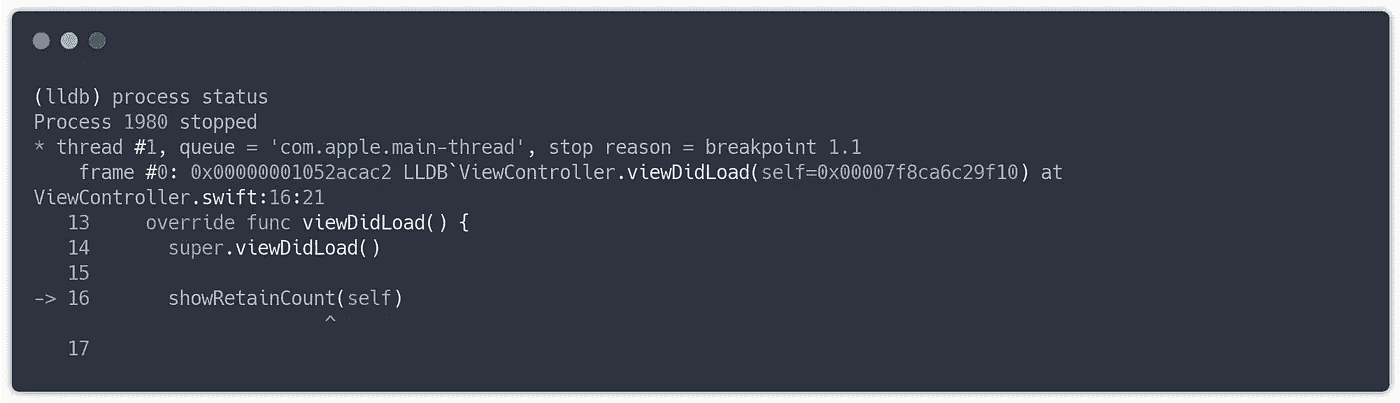 (lldb) process status
Process 1980 stopped
* thread #1, queue = 'com.apple.main-thread', stop reason = breakpoint 1.1
    frame #0: 0x00000001052acac2 LLDB`ViewController.viewDidLoad(self=0x00007f8ca6c29f10) at
ViewController.swift:16:21
   13     override func viewDidLoad() {
   14       super.viewDidLoad()
   15
-> 16       showRetainCount(self)
                          ^
   17